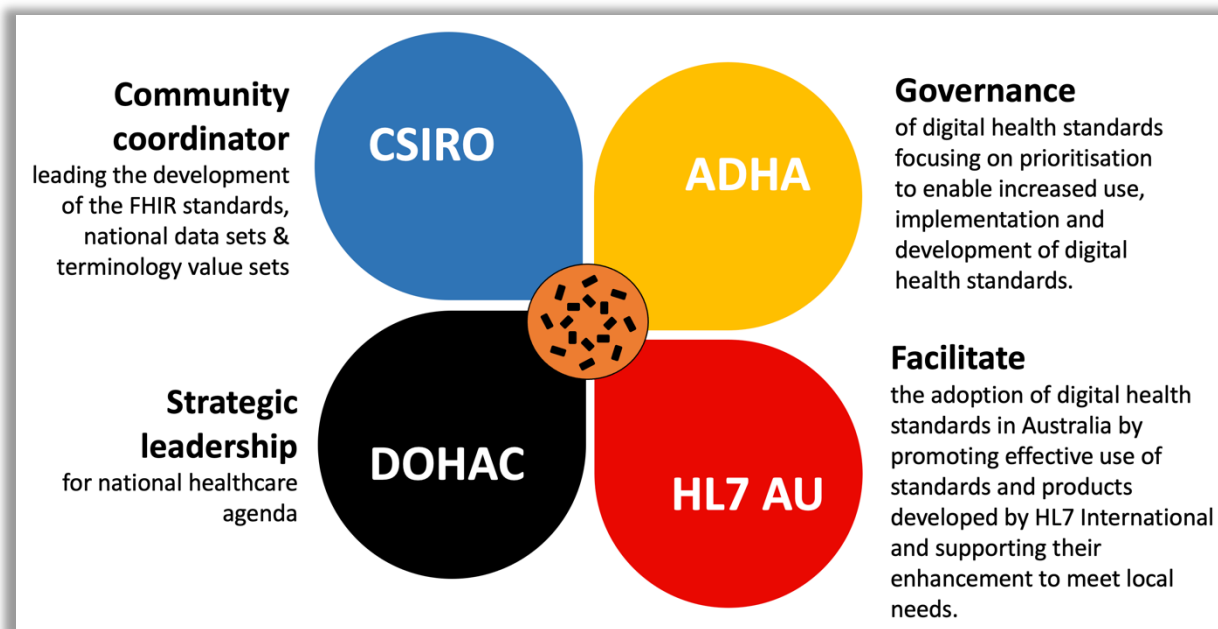 Community
coordinator
leading the development
of the FHIR standards,
national data sets &
terminology value sets
CSIRO
ADHA
Governance
of digital health standards
focusing on prioritisation
to enable increased use,
implementation and
development of digital
health standards.
Strategic
leadership
for national healthcare
agenda
DOHAC
HL7 AU
Facilitate
the adoption of digital health
standards in Australia by
promoting effective use of
standards and products
developed by HL7 International
and supporting their
enhancement to meet local
needs.